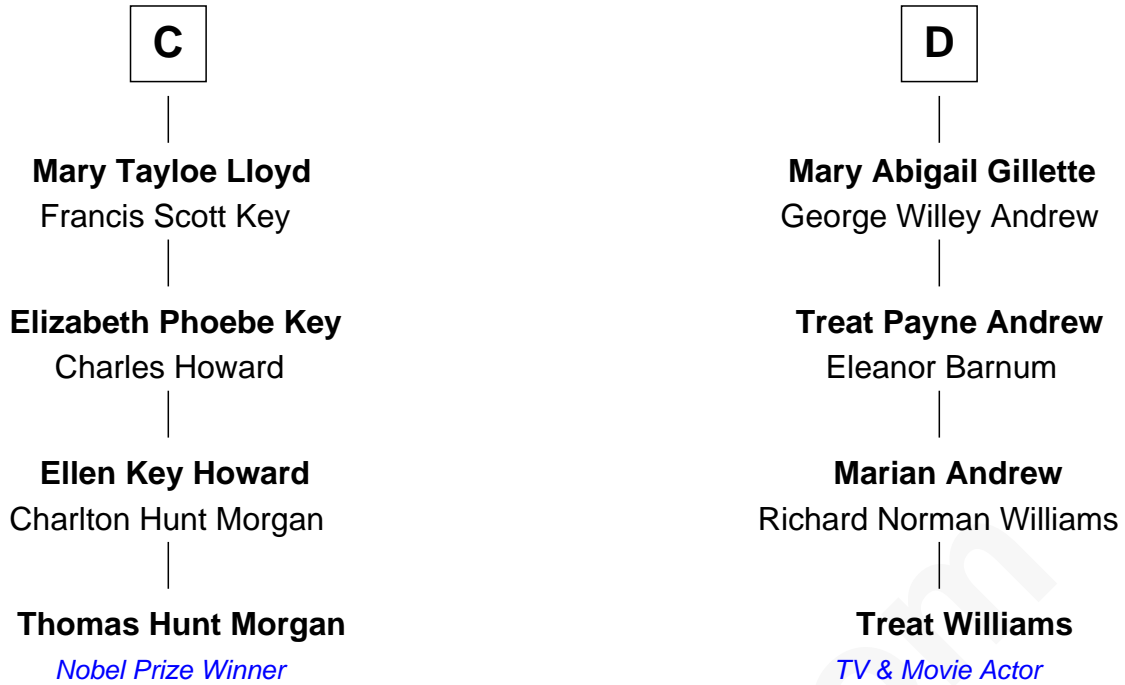 C
Mary Tayloe Lloyd
Francis Scott Key
Elizabeth Phoebe Key
Charles Howard
Ellen Key Howard
Charlton Hunt Morgan
Thomas Hunt Morgan
Nobel Prize Winner
D
Mary Abigail Gillette
George Willey Andrew
Treat Payne Andrew
Eleanor Barnum
Marian Andrew
Richard Norman Williams
Treat Williams
TV & Movie Actor